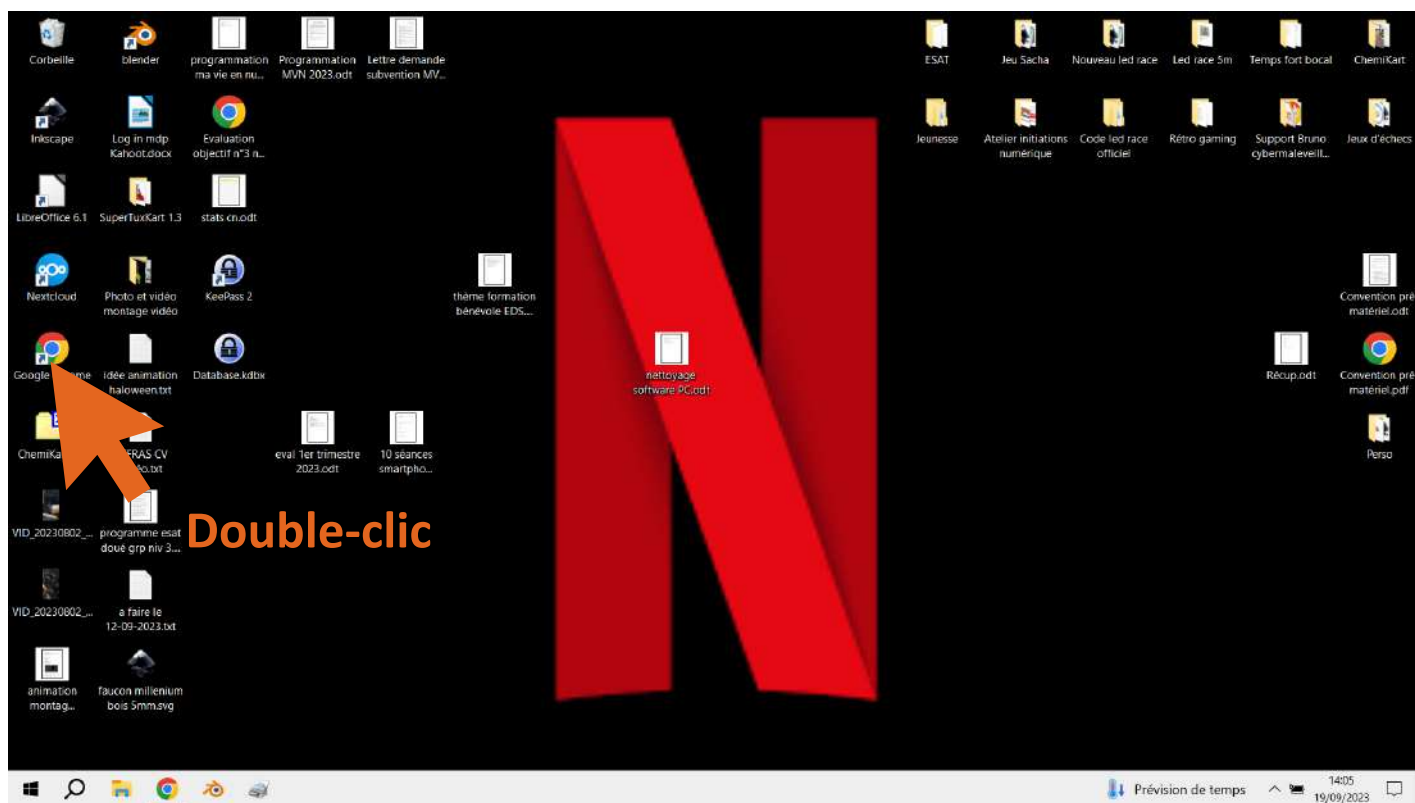 Corbeille
blender
programmation
ma vie en nu...
Programmation
MVN 2023.odt
Lettre demande
subvention MV...
ESAT
Jeu Sacha
Nouveau led race
Led race 5m
Temps fort bocal
ChemiKart
Inkscape
Log in mdp
Kahoot.docx
Evaluation
objectif n°3 n...
Jeunesse
Atelier initiations
numérique
Code led race
officiel
Rétro gaming
Support Bruno
cybermaleveill...
Jeux d'échecs
LibreOffice 6.1
SuperTuxKart 1.3
stats cn.odt
Nextcloud
Photo et vidéo
montage vidéo
KeePass 2
thème formation
bénévole EDS...
Convention pré
matériel.odt
Google
idée animation
haloween.txt
Database.kdbx
nettoyage
software PC.odt
Récup.odt
Convention pré
matériel.pdf
CV
eval 1er trimestre
2023.odt
10 séances
smartpho...
Perso
VID_20230802_...
programme esat
doué grp niv 3...
Double-clic
VID_20230802_...
a faire le
12-09-2023.txt
animation
montag...
faucon millenium
bois 5mm.svg
Prévision de temps
14:05
19/09/2023